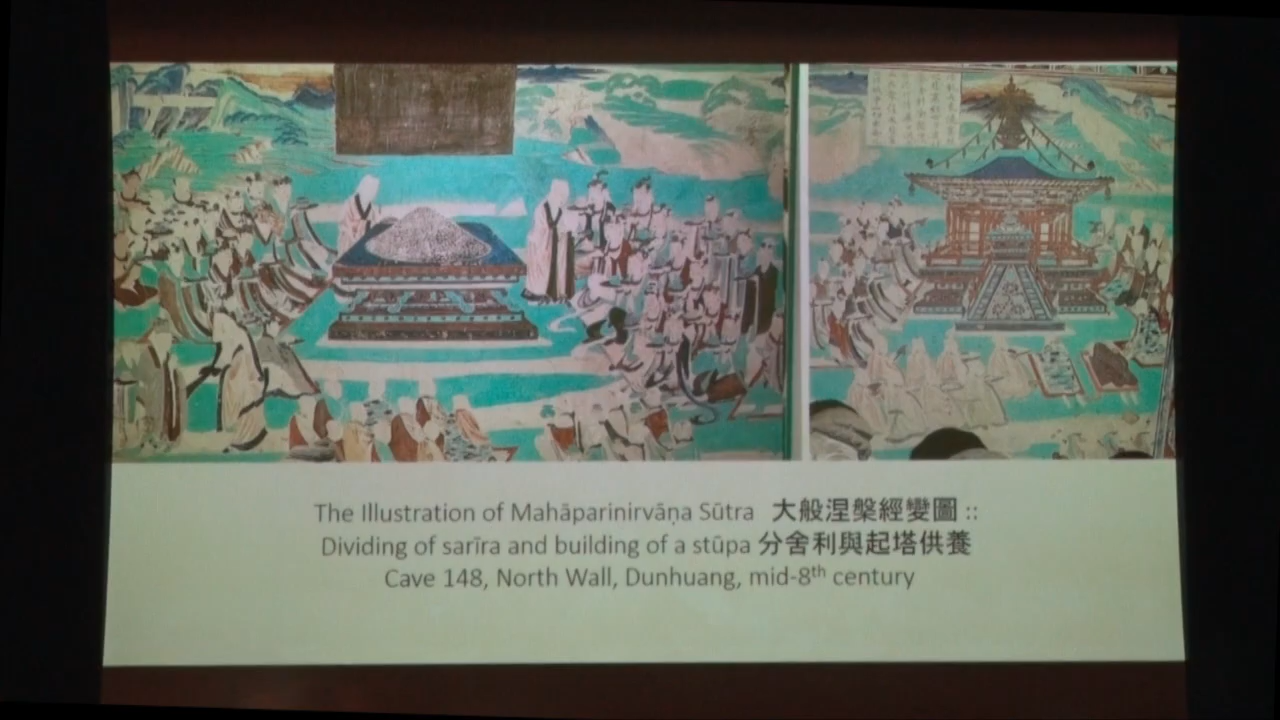 The Illustration of Mahāparinirvāṇa Sūtra 大般涅槃經變圖 ::
Dividing of sarīra and building of a stūpa 分舍利與起塔供養
Cave 148, North Wall, Dunhuang, mid-8th century